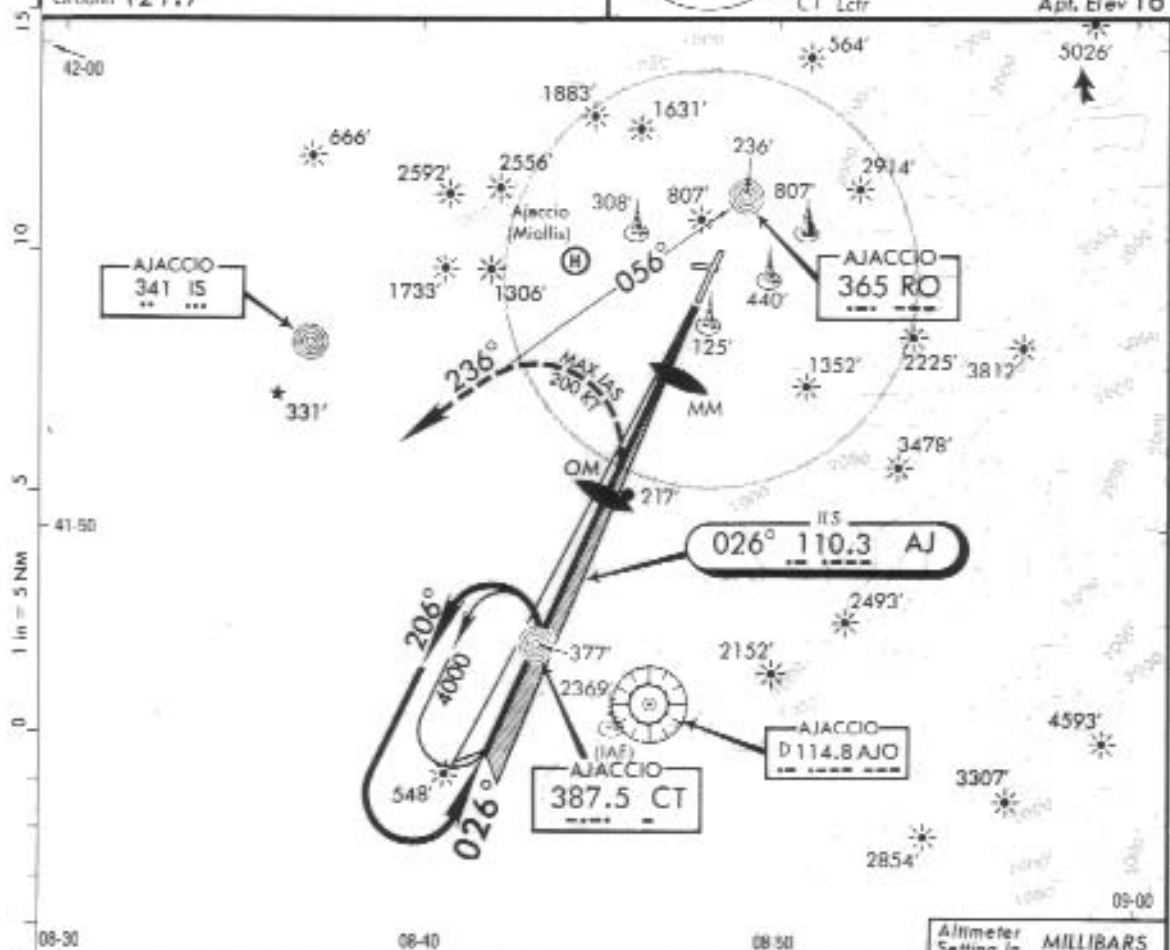 Ground 121.7
CT Lctr
Apt. Elev 16
15
42-00
564'
5026'
1883'
1631'
666'
236'
2592'
2556'
2914'
308'
807'
807'
Ajaccio
(Miollis)
H
10
AJACCIO
341 IS
056°
1733'
1306'
440'
AJACCIO
365 RO
125'
236°
MAX IAS
200 KT
1352'
2225'
3812'
331'
MM
3478'
OM
217'
5
41-50
ILS
026° 110.3 AJ
1 in = 5 NM
206°
2493'
4000
377'
2152'
2369'
0
AJACCIO
D 114.8 AJO
4593'
(IAF)
AJACCIO
387.5 CT
548'
026°
3307'
2854'
09-00
08-30
08-40
08-50
Altimeter
Setting in MILLIBARS